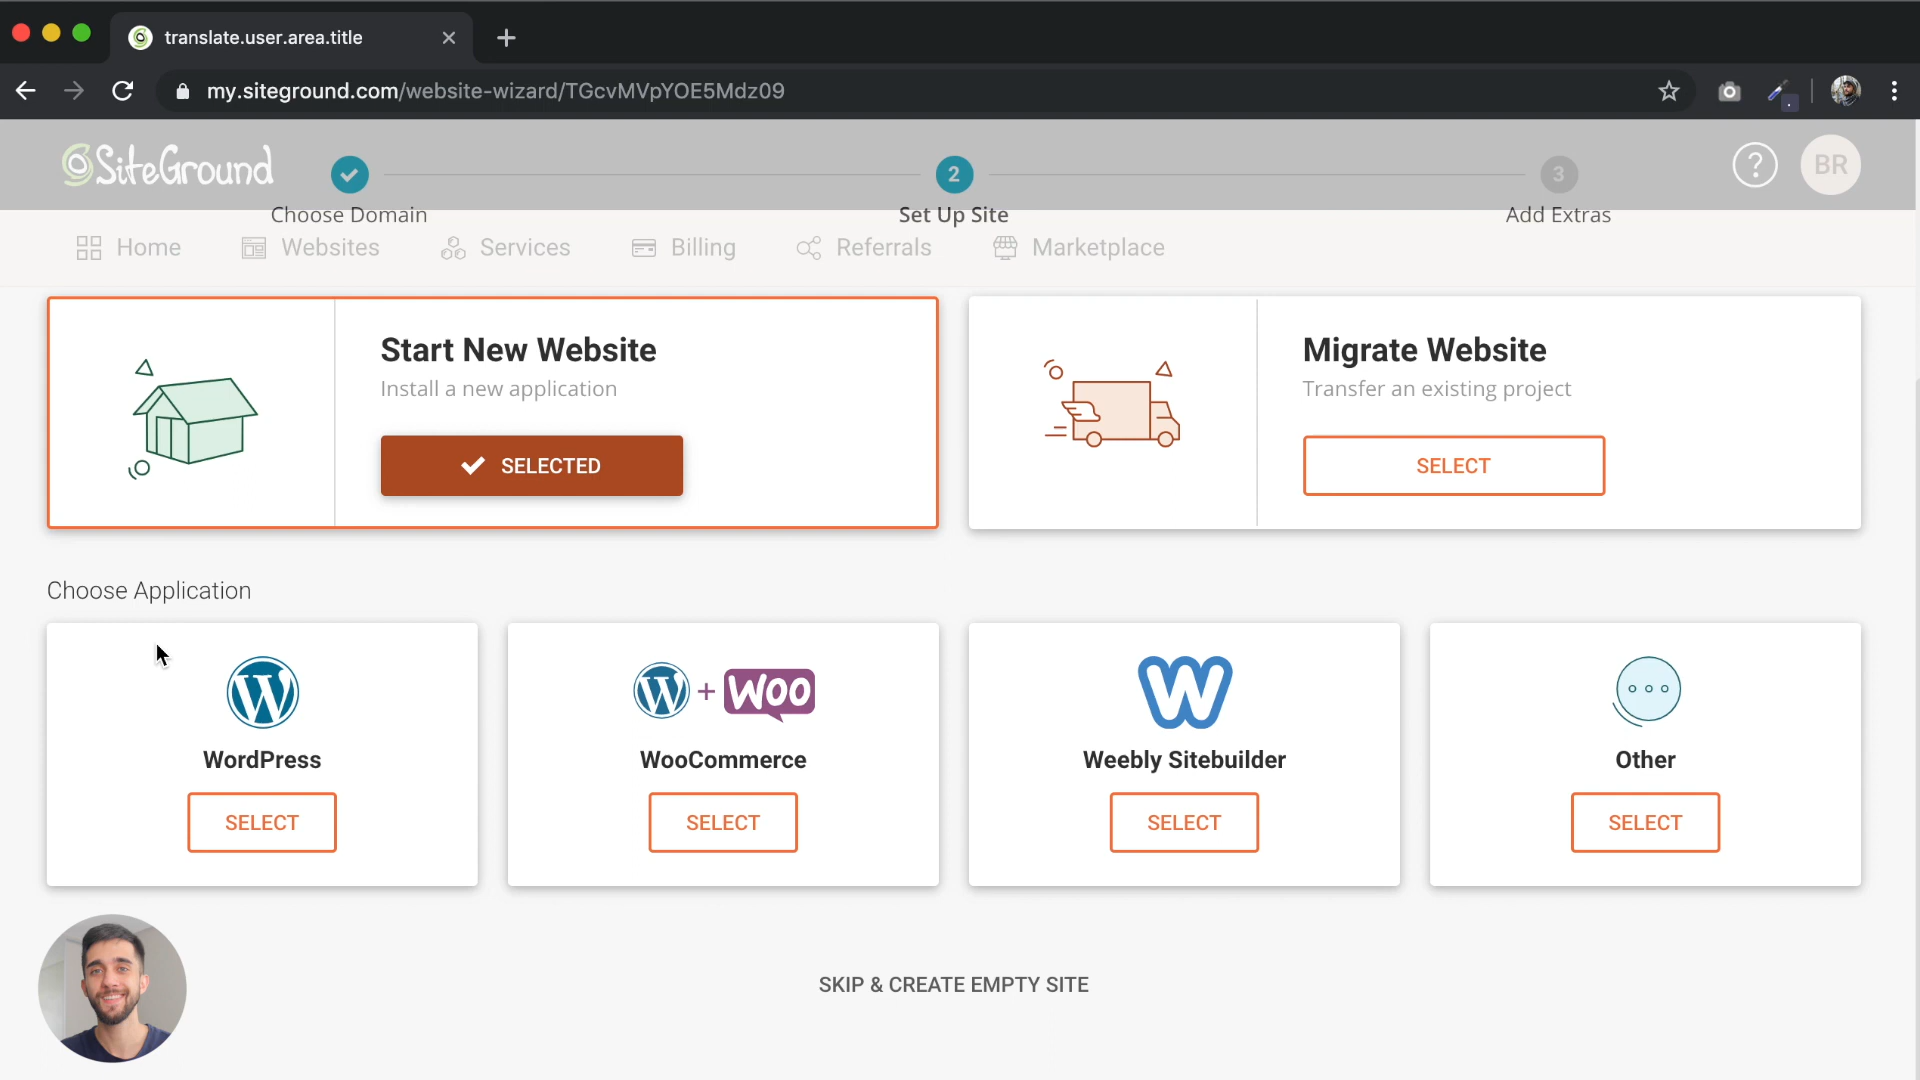 translate.user.area.title
my.siteground.com/website-wizard/TGcvMVpYOE5Mdz09
SiteGround
2
3
?
BR
Choose Domain
Set Up Site
Add Extras
Home
Websites
Services
Billing
Referrals
Marketplace
Start New Website
Install a new application
SELECTED
Migrate Website
Transfer an existing project
SELECT
Choose Application
WordPress
SELECT
+ WOO
WooCommerce
SELECT
Weebly Sitebuilder
SELECT
Other
SELECT
SKIP & CREATE EMPTY SITE